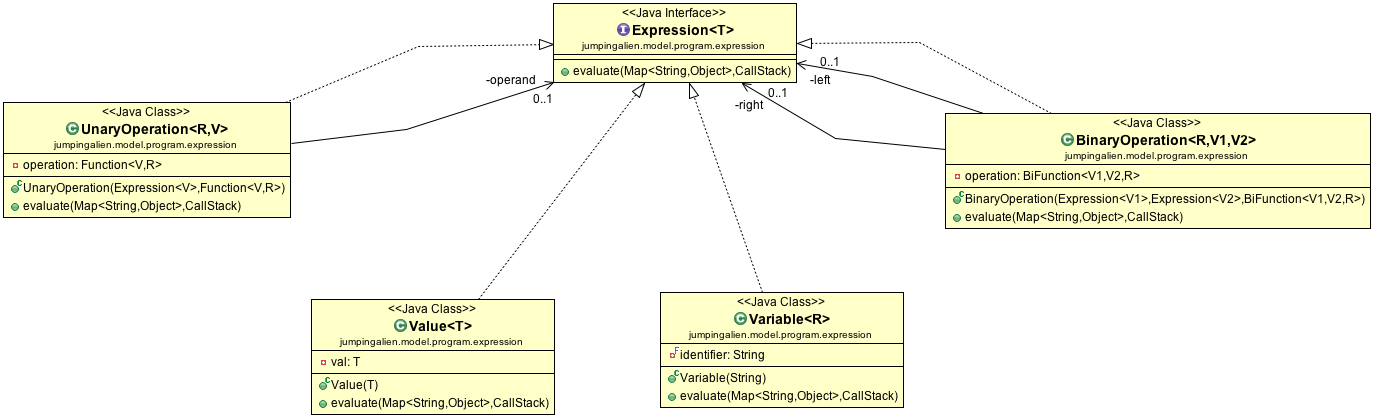 <<Java Interface>>
Expression<T>
jumpingalien.model.program.expression
evaluate(Map<String,Object>,CallStack)
-operand
0..1
0..1
-left
0..1
-right
<<Java Class>>
UnaryOperation<R,V>
jumpingalien.model.program.expression
operation: Function<V,R>
UnaryOperation(Expression<V>,Function<V,R>)
evaluate(Map<String,Object>,CallStack)
<<Java Class>>
BinaryOperation<R,V1,V2>
jumpingalien.model.program.expression
operation: BiFunction<V1,V2,R>
BinaryOperation(Expression<V1>,Expression<V2>,BiFunction<V1,V2,R>)
evaluate(Map<String,Object>,CallStack)
<<Java Class>>
Value<T>
jumpingalien.model.program.expression
val: T
Value(T)
evaluate(Map<String,Object>,CallStack)
<<Java Class>>
Variable<R>
jumpingalien.model.program.expression
identifier: String
Variable(String)
evaluate(Map<String,Object>,CallStack)